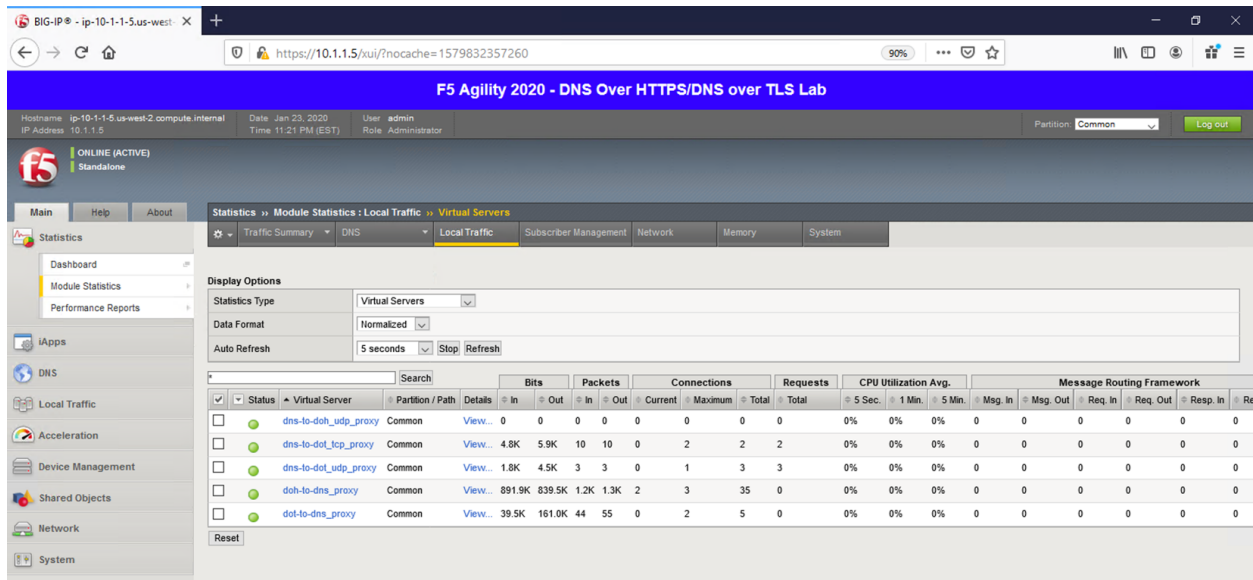 BIG-IP® - ip-10-1-1-5.us-west-
https://10.1.1.5/xui/?nocache=1579832357260
90%
F5 Agility 2020 - DNS Over HTTPS/DNS over TLS Lab
Hostname ip-10-1-1-5.us-west-2.compute.internal Date Jan 23, 2020 User admin
IP Address 10.1.1.5 Time 11:21 PM (EST) Role Administrator
Partition: Common Log out
f5
ONLINE (ACTIVE)
Standalone
Main Help About
Statistics
Dashboard
Module Statistics
Performance Reports
iApps
DNS
Local Traffic
Acceleration
Device Management
Shared Objects
Network
System
Statistics ›› Module Statistics : Local Traffic ›› Virtual Servers
Traffic Summary DNS Local Traffic Subscriber Management Network Memory System
Display Options
Statistics Type Virtual Servers
Data Format Normalized
Auto Refresh 5 seconds Stop Refresh
* Search Bits Packets Connections Requests CPU Utilization Avg. Message Routing Framework
Status Virtual Server Partition / Path Details In Out In Out Current Maximum Total Total 5 Sec. 1 Min. 5 Min. Msg. In Msg. Out Req. In Req. Out Resp. In Re
dns-to-doh_udp_proxy Common View... 0 0 0 0 0 0 0 0 0% 0% 0% 0 0 0 0 0 0
dns-to-dot_tcp_proxy Common View... 4.8K 5.9K 10 10 0 2 2 2 0% 0% 0% 0 0 0 0 0 0
dns-to-dot_udp_proxy Common View... 1.8K 4.5K 3 3 0 1 3 3 0% 0% 0% 0 0 0 0 0 0
doh-to-dns_proxy Common View... 891.9K 839.5K 1.2K 1.3K 2 3 35 0 0% 0% 0% 0 0 0 0 0 0
dot-to-dns_proxy Common View... 39.5K 161.0K 44 55 0 2 5 0 0% 0% 0% 0 0 0 0 0 0
Reset